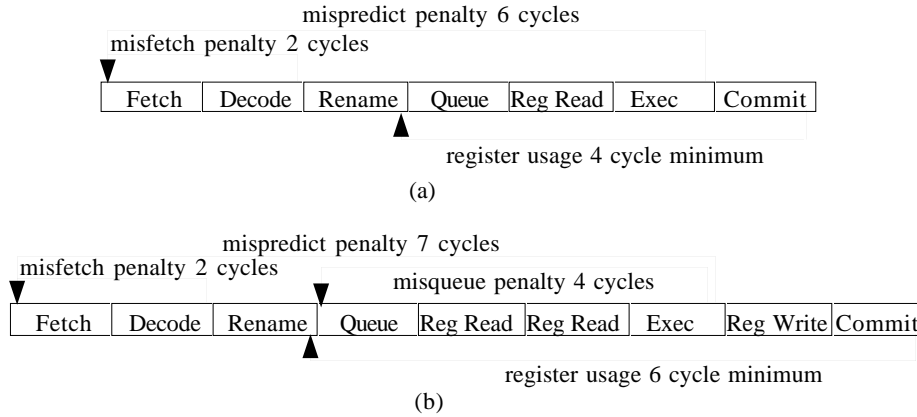 mispredict penalty 6 cycles
misfetch penalty 2 cycles
Fetch Decode Rename Queue Reg Read Exec Commit
register usage 4 cycle minimum
(a)
mispredict penalty 7 cycles
misfetch penalty 2 cycles
misqueue penalty 4 cycles
Fetch Decode Rename Queue Reg Read Reg Read Exec Reg Write Commit
register usage 6 cycle minimum
(b)